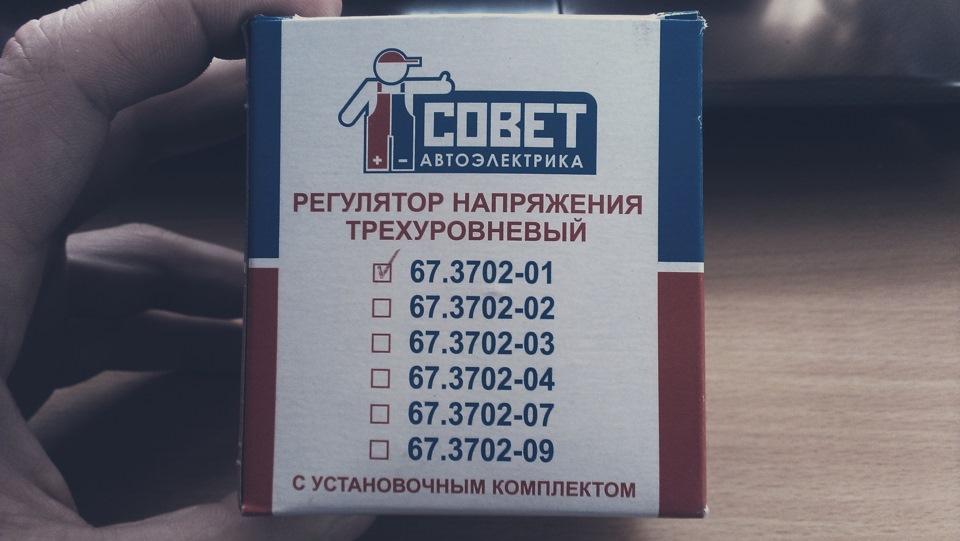 СОВЕТ
АВТОЭЛЕКТРИКА
РЕГУЛЯТОР НАПРЯЖЕНИЯ
ТРЕХУРОВНЕВЫЙ
67.3702-01
67.3702-02
67.3702-03
67.3702-04
67.3702-07
67.3702-09
С УСТАНОВОЧНЫМ КОМПЛЕКТОМ